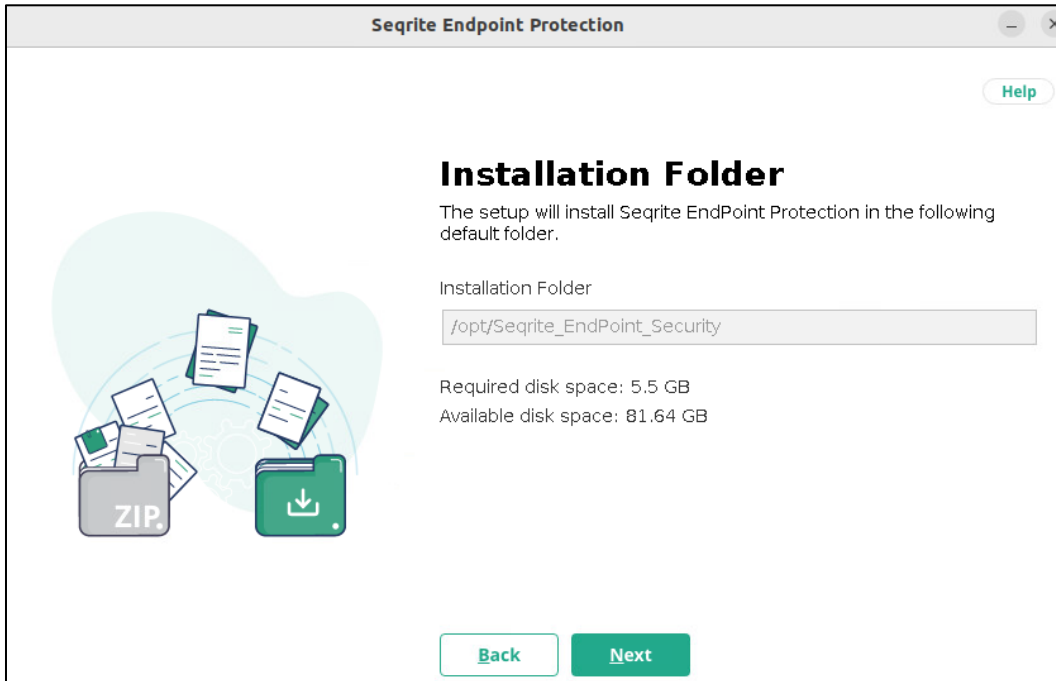 Seqrite Endpoint Protection
Help
Installation Folder
The setup will install Seqrite EndPoint Protection in the following
default folder.
Installation Folder
/opt/Seqrite_EndPoint_Security
Required disk space: 5.5 GB
Available disk space: 81.64 GB
ZIP
Back
Next